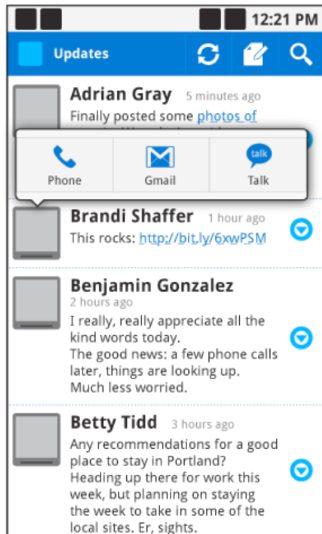 12:21 PM
Updates
Adrian Gray 5 minutes ago
Finally posted some photos of
Phone
Gmail
talk
Talk
Brandi Shaffer 1 hour ago
This rocks: http://bit.ly/6xwPSM
Benjamin Gonzalez
2 hours ago
I really, really appreciate all the
kind words today.
The good news: a few phone calls
later, things are looking up.
Much less worried.
Betty Tidd 3 hours ago
Any recommendations for a good
place to stay in Portland?
Heading up there for work this
week, but planning on staying
the week to take in some of the
local sites. Er, sights.